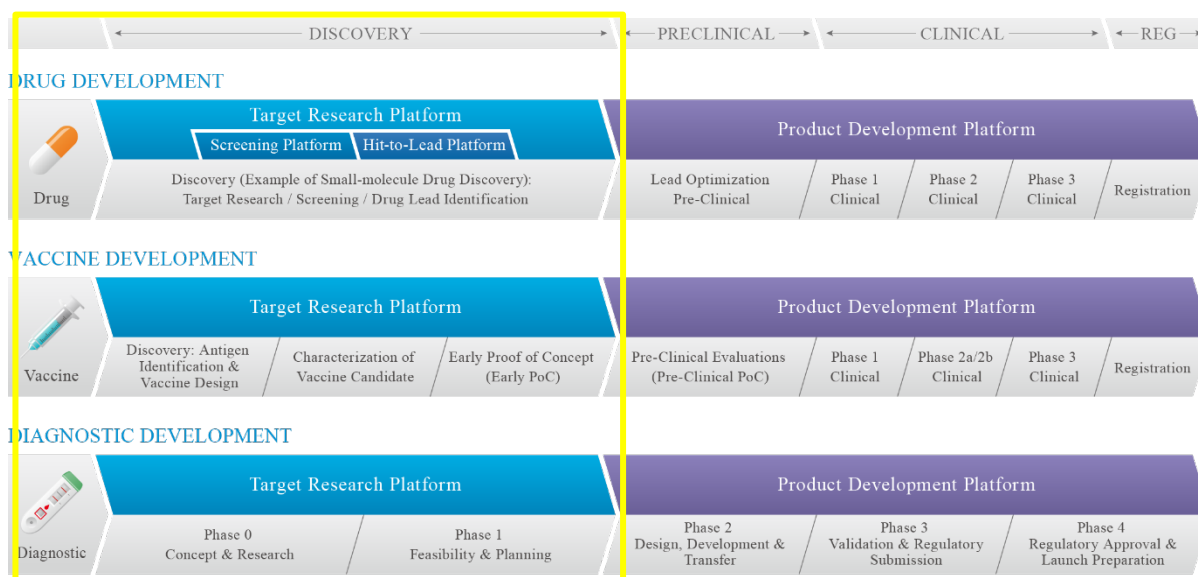 DISCOVERY
PRECLINICAL
CLINICAL
REG
DRUG DEVELOPMENT
Target Research Platform
Screening Platform
Hit-to-Lead Platform
Product Development Platform
Drug
Discovery (Example of Small-molecule Drug Discovery):
Target Research / Screening / Drug Lead Identification
Lead Optimization
Pre-Clinical
Phase 1
Clinical
Phase 2
Clinical
Phase 3
Clinical
Registration
VACCINE DEVELOPMENT
Target Research Platform
Product Development Platform
Vaccine
Discovery: Antigen
Identification &
Vaccine Design
Characterization of
Vaccine Candidate
Early Proof of Concept
(Early PoC)
Pre-Clinical Evaluations
(Pre-Clinical PoC)
Phase 1
Clinical
Phase 2a/2b
Clinical
Phase 3
Clinical
Registration
DIAGNOSTIC DEVELOPMENT
Target Research Platform
Product Development Platform
Diagnostic
Phase 0
Concept & Research
Phase 1
Feasibility & Planning
Phase 2
Design, Development &
Transfer
Phase 3
Validation & Regulatory
Submission
Phase 4
Regulatory Approval &
Launch Preparation